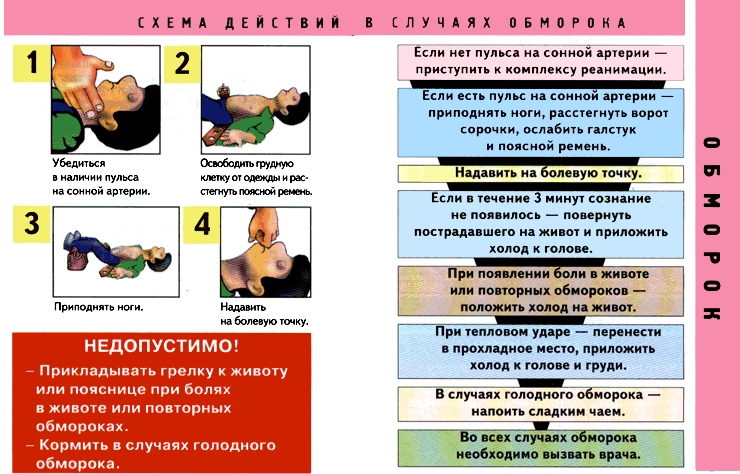 СХЕМА ДЕЙСТВИЙ В СЛУЧАЯХ ОБМОРОКА
1
Убедиться
в наличии пульса
на сонной артерии.
2
Освободить грудную
клетку от одежды и рас-
стегнуть поясной ремень.
3
Приподнять ноги.
4
Надавить
на болевую точку.
НЕДОПУСТИМО!
– Прикладывать грелку к животу
или пояснице при болях
в животе или повторных
обмороках.
– Кормить в случаях голодного
обморока.
Если нет пульса на сонной артерии —
приступить к комплексу реанимации.
Если есть пульс на сонной артерии —
приподнять ноги, расстегнуть ворот
сорочки, ослабить галстук
и поясной ремень.
Надавить на болевую точку.
Если в течение 3 минут сознание
не появилось — повернуть
пострадавшего на живот и приложить
холод к голове.
При появлении боли в животе
или повторных обмороков —
положить холод на живот.
При тепловом ударе — перенести
в прохладное место, приложить
холод к голове и груди.
В случаях голодного обморока —
напоить сладким чаем.
Во всех случаях обморока
необходимо вызвать врача.
ОБМОРОК